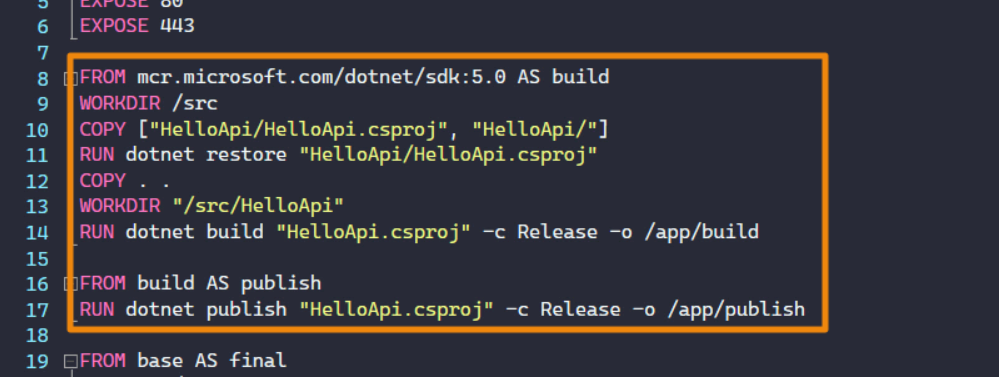 5 EXPOSE 80
6 EXPOSE 443
7
8 FROM mcr.microsoft.com/dotnet/sdk:5.0 AS build
9 WORKDIR /src
10 COPY ["HelloApi/HelloApi.csproj", "HelloApi/"]
11 RUN dotnet restore "HelloApi/HelloApi.csproj"
12 COPY . .
13 WORKDIR "/src/HelloApi"
14 RUN dotnet build "HelloApi.csproj" -c Release -o /app/build
15
16 FROM build AS publish
17 RUN dotnet publish "HelloApi.csproj" -c Release -o /app/publish
18
19 FROM base AS final